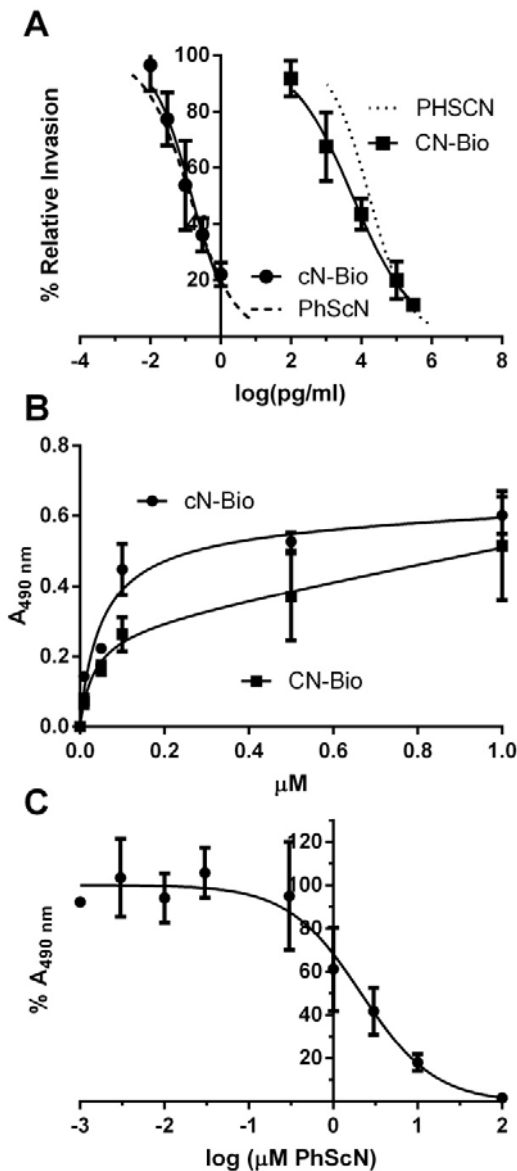 A
100
80
60
40
20
% Relative Invasion
PHSCN
CN-Bio
cN-Bio
PhScN
-4 -2 0 2 4 6 8
log(pg/ml)
B
0.8
0.6
0.4
0.2
0.0
A490 nm
cN-Bio
CN-Bio
0.0 0.2 0.4 0.6 0.8 1.0
µM
C
120
100
80
60
40
20
% A490 nm
-3 -2 -1 0 1 2
log (µM PhScN)